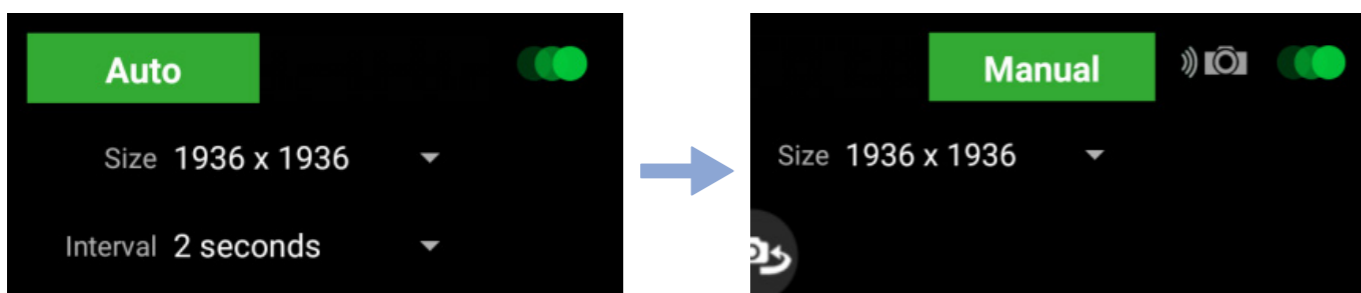 Auto
Size 1936 x 1936
Interval 2 seconds
Manual
Size 1936 x 1936